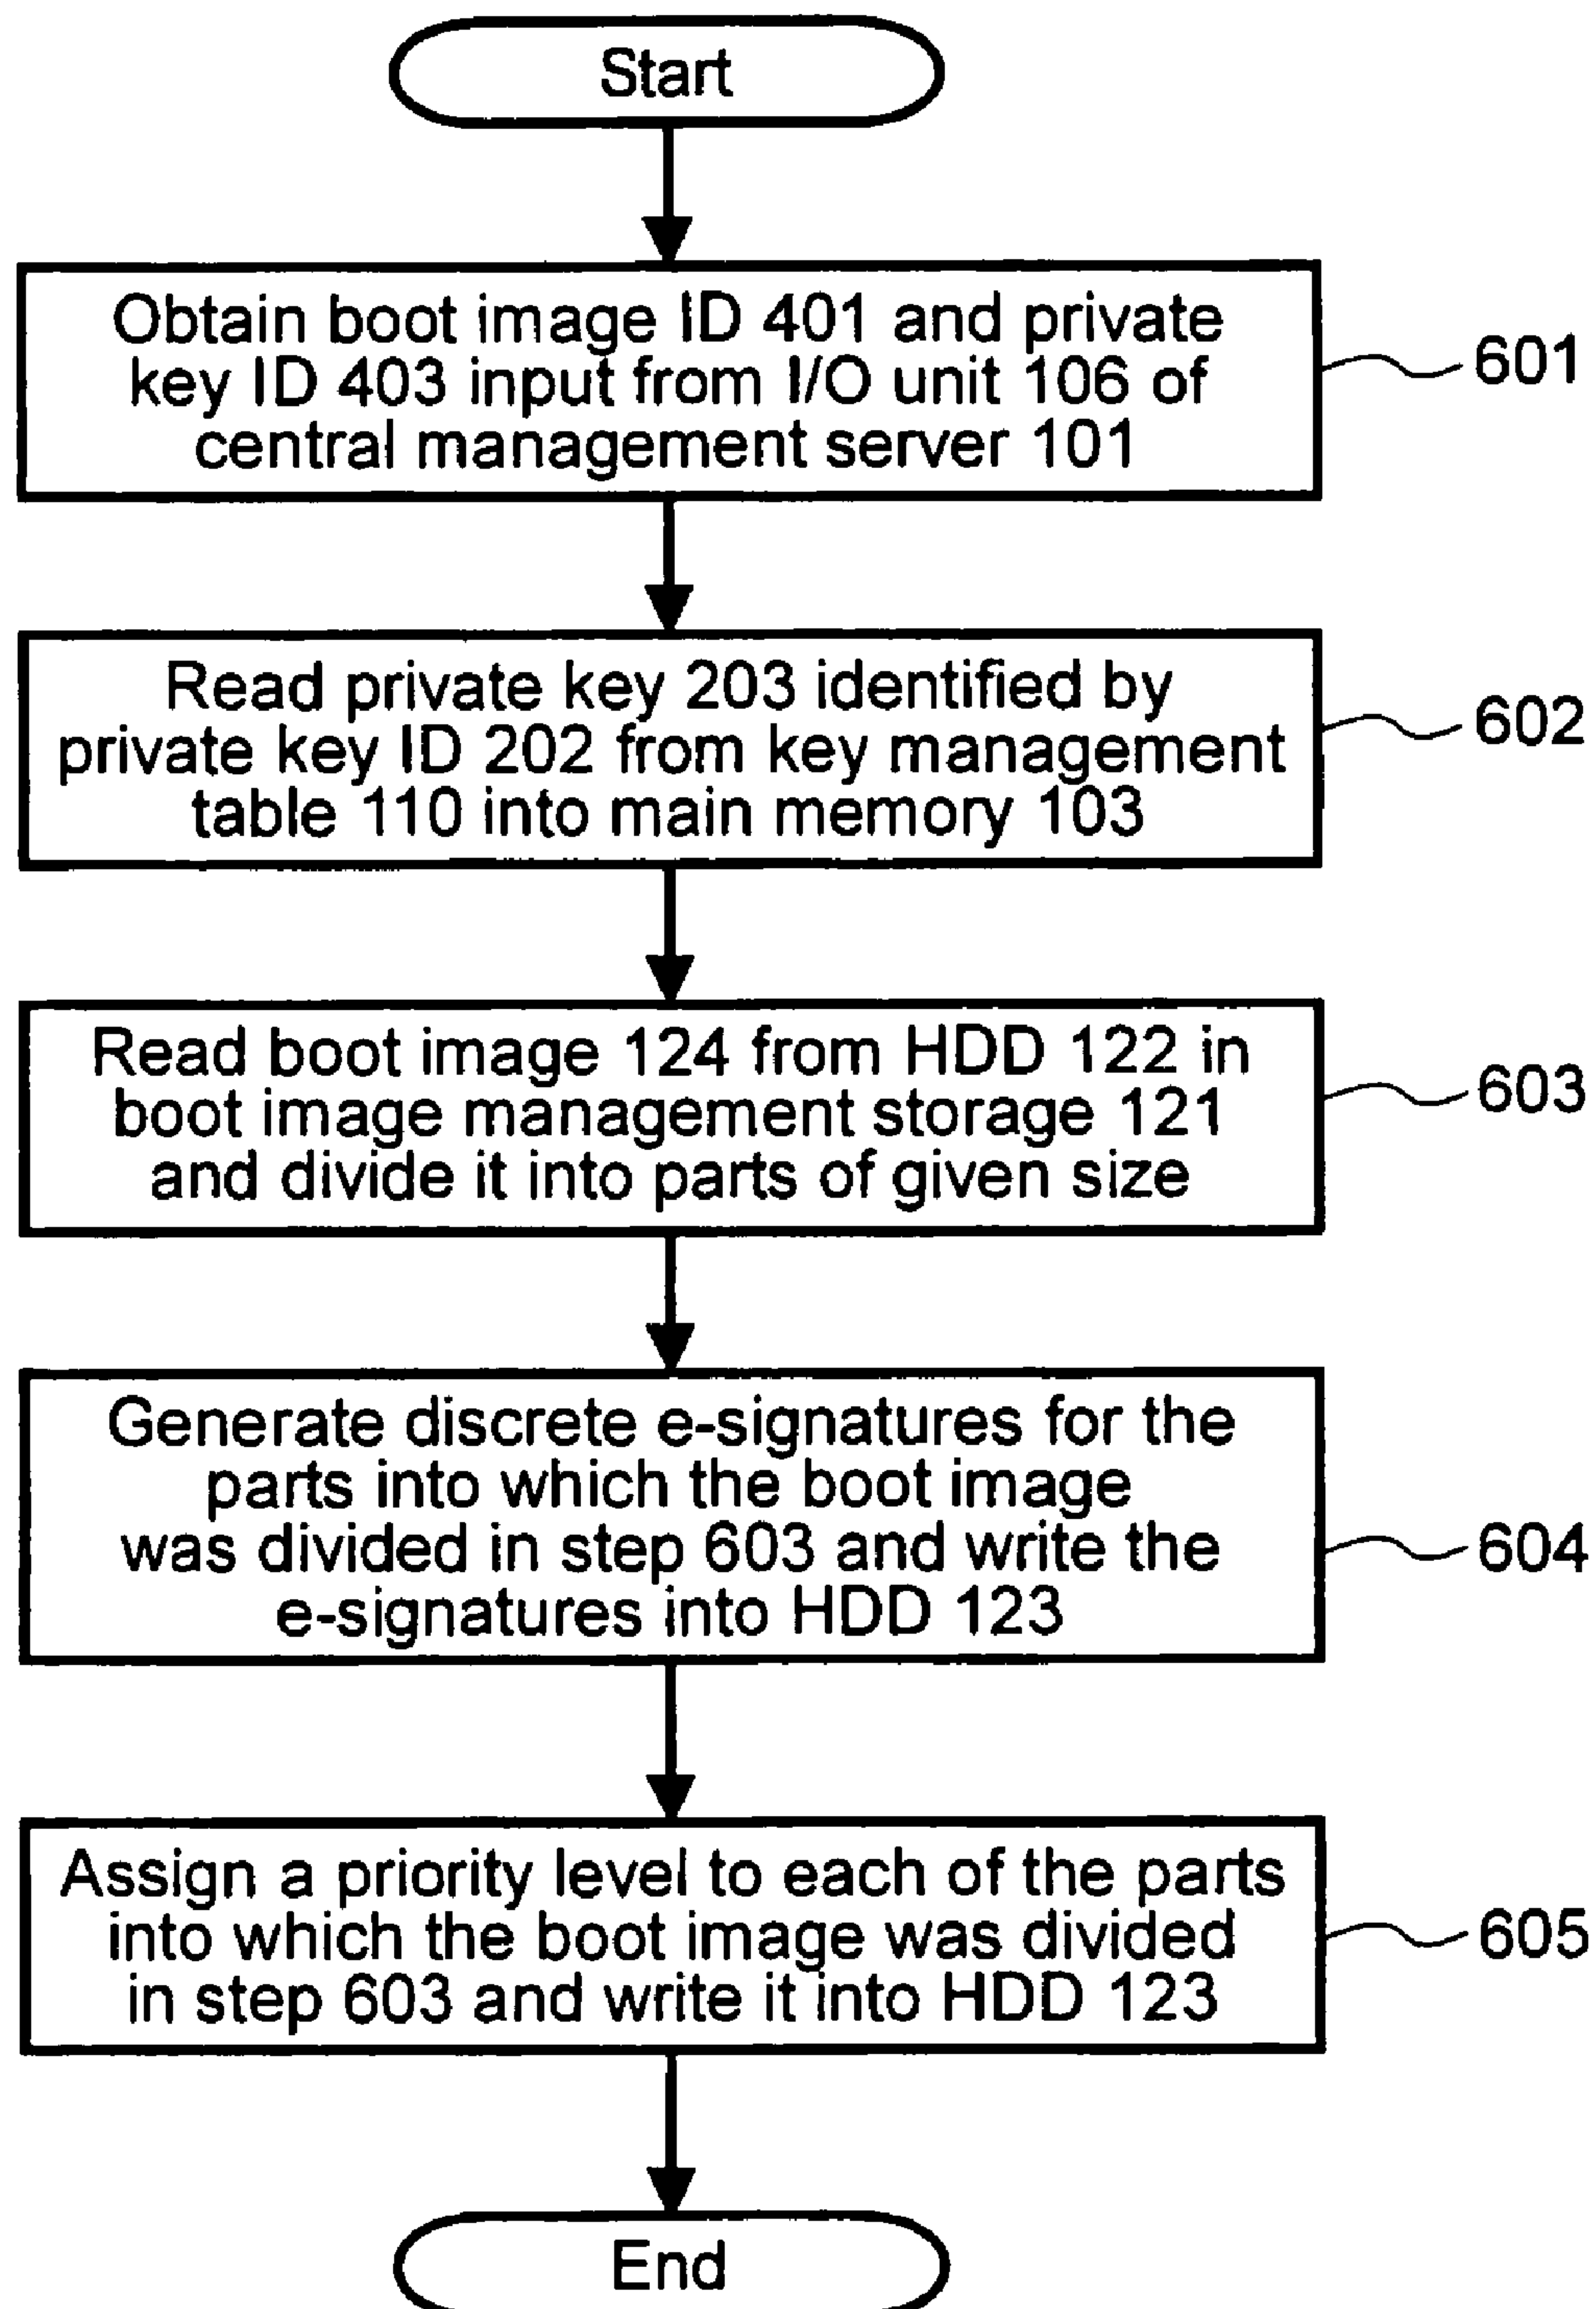 Start
Obtain boot image ID 401 and private
key ID 403 input from I/O unit 106 of
central management server 101
601
Read private key 203 identified by
private key ID 202 from key management
table 110 into main memory 103
602
Read boot image 124 from HDD 122 in
boot image management storage 121
and divide it into parts of given size
603
Generate discrete e-signatures for the
parts into which the boot image
was divided in step 603 and write the
e-signatures into HDD 123
604
Assign a priority level to each of the parts
into which the boot image was divided
in step 603 and write it into HDD 123
605
End